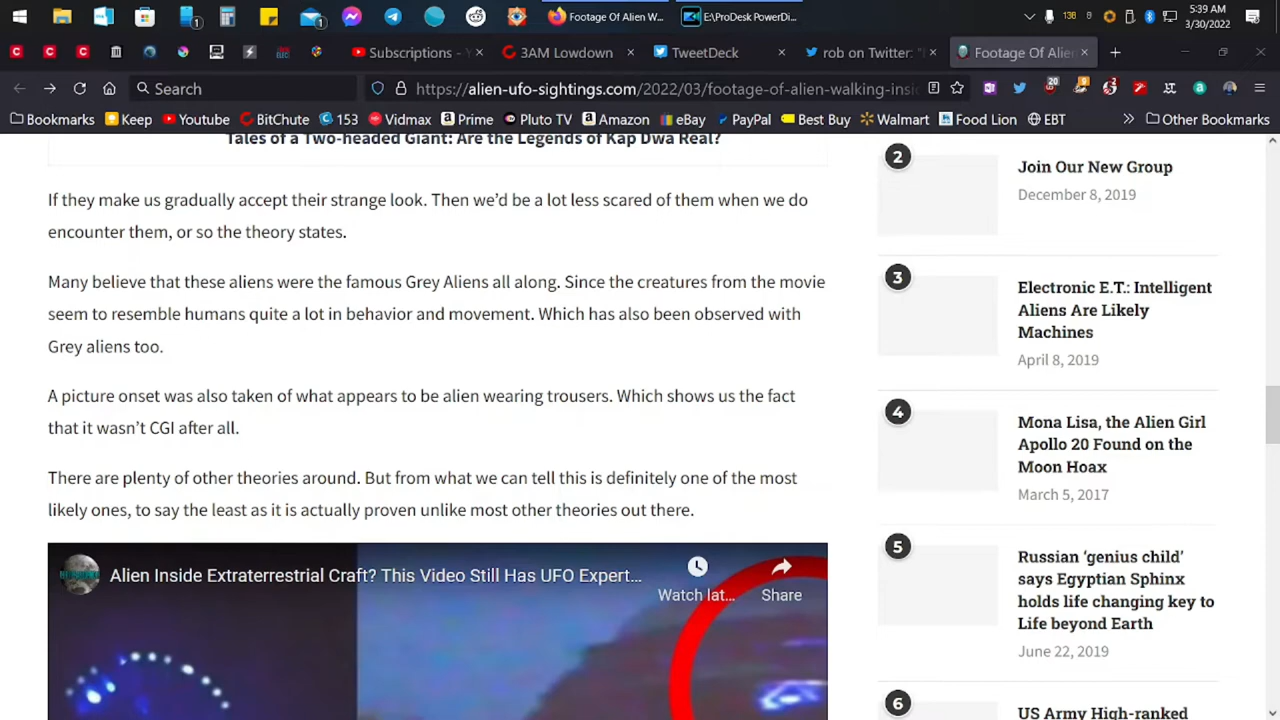 1
Footage Of Alien W...
E:\ProDesk PowerDi...
138
5:39 AM
3/30/2022
Subscriptions - Y
3AM Lowdown
TweetDeck
rob on Twitter: "
Footage Of Alien
Search
https://alien-ufo-sightings.com/2022/03/footage-of-alien-walking-insi
20
9
2
Bookmarks
Keep
Youtube
BitChute
153
Vidmax
Prime
Pluto TV
Amazon
eBay
PayPal
Best Buy
Walmart
Food Lion
EBT
Other Bookmarks
Tales of a Two-headed Giant: Are the Legends of Kap Dwa Real?
If they make us gradually accept their strange look. Then we’d be a lot less scared of them when we do
encounter them, or so the theory states.
Many believe that these aliens were the famous Grey Aliens all along. Since the creatures from the movie
seem to resemble humans quite a lot in behavior and movement. Which has also been observed with
Grey aliens too.
A picture onset was also taken of what appears to be alien wearing trousers. Which shows us the fact
that it wasn’t CGI after all.
There are plenty of other theories around. But from what we can tell this is definitely one of the most
likely ones, to say the least as it is actually proven unlike most other theories out there.
Alien Inside Extraterrestrial Craft? This Video Still Has UFO Expert...
Watch lat...
Share
2
Join Our New Group
December 8, 2019
3
Electronic E.T.: Intelligent
Aliens Are Likely
Machines
April 8, 2019
4
Mona Lisa, the Alien Girl
Apollo 20 Found on the
Moon Hoax
March 5, 2017
5
Russian ‘genius child’
says Egyptian Sphinx
holds life changing key to
Life beyond Earth
June 22, 2019
6
US Army High-ranked